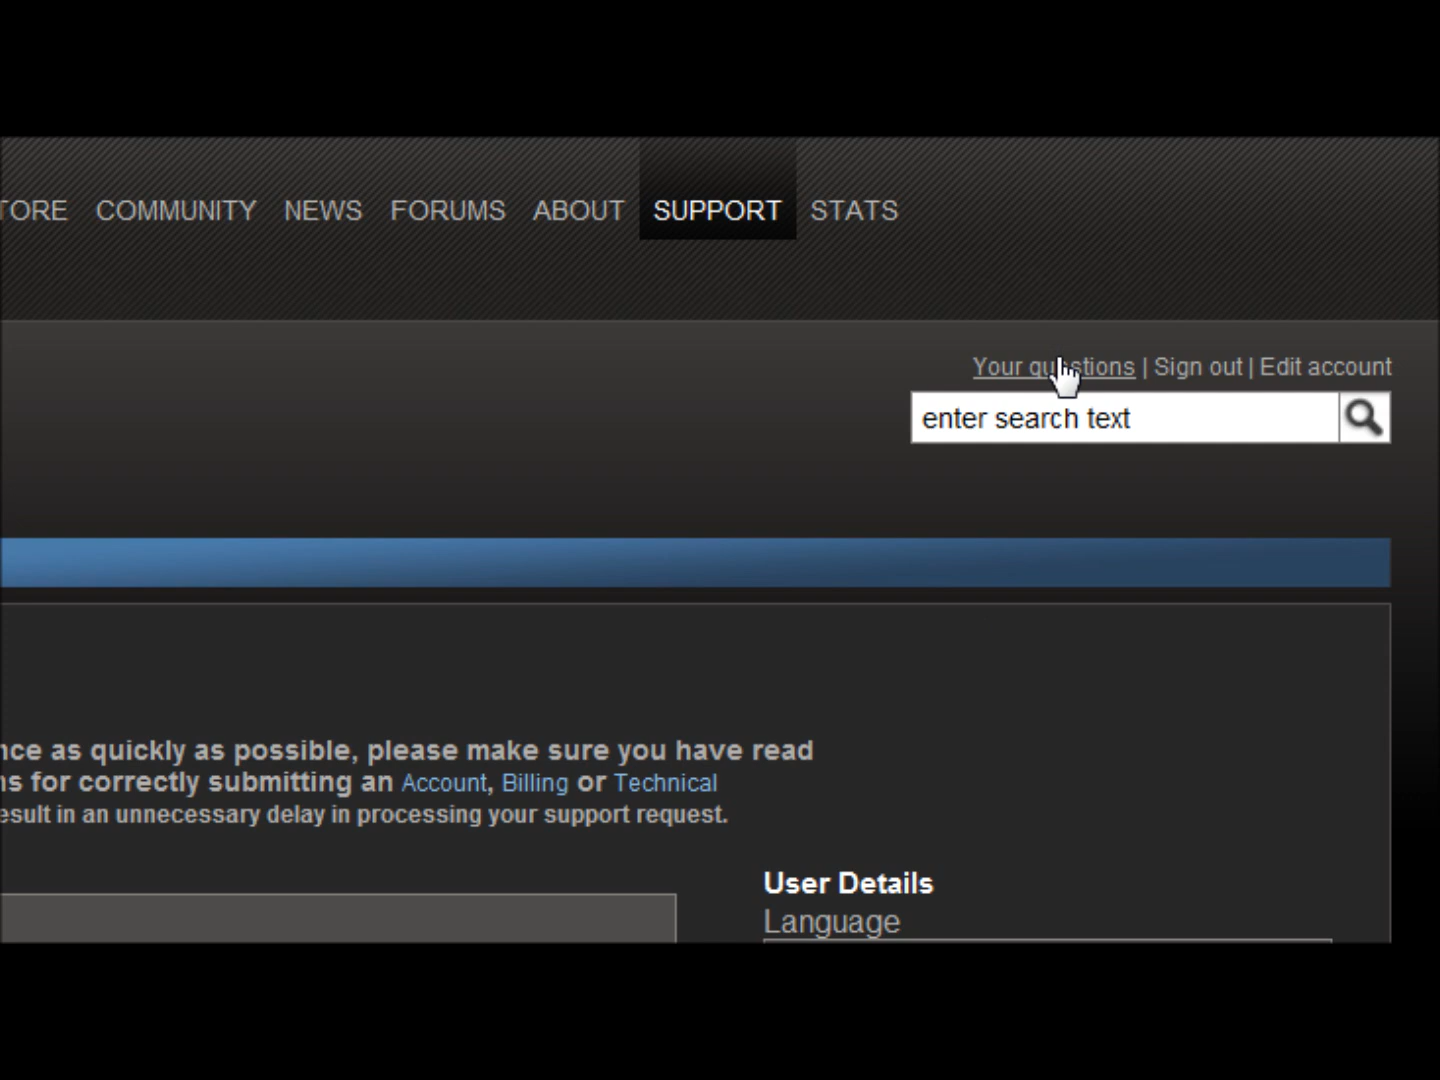 TORE COMMUNITY NEWS FORUMS ABOUT SUPPORT STATS
Your questions | Sign out | Edit account
enter search text
nce as quickly as possible, please make sure you have read
ns for correctly submitting an Account, Billing or Technical
esult in an unnecessary delay in processing your support request.
User Details
Language